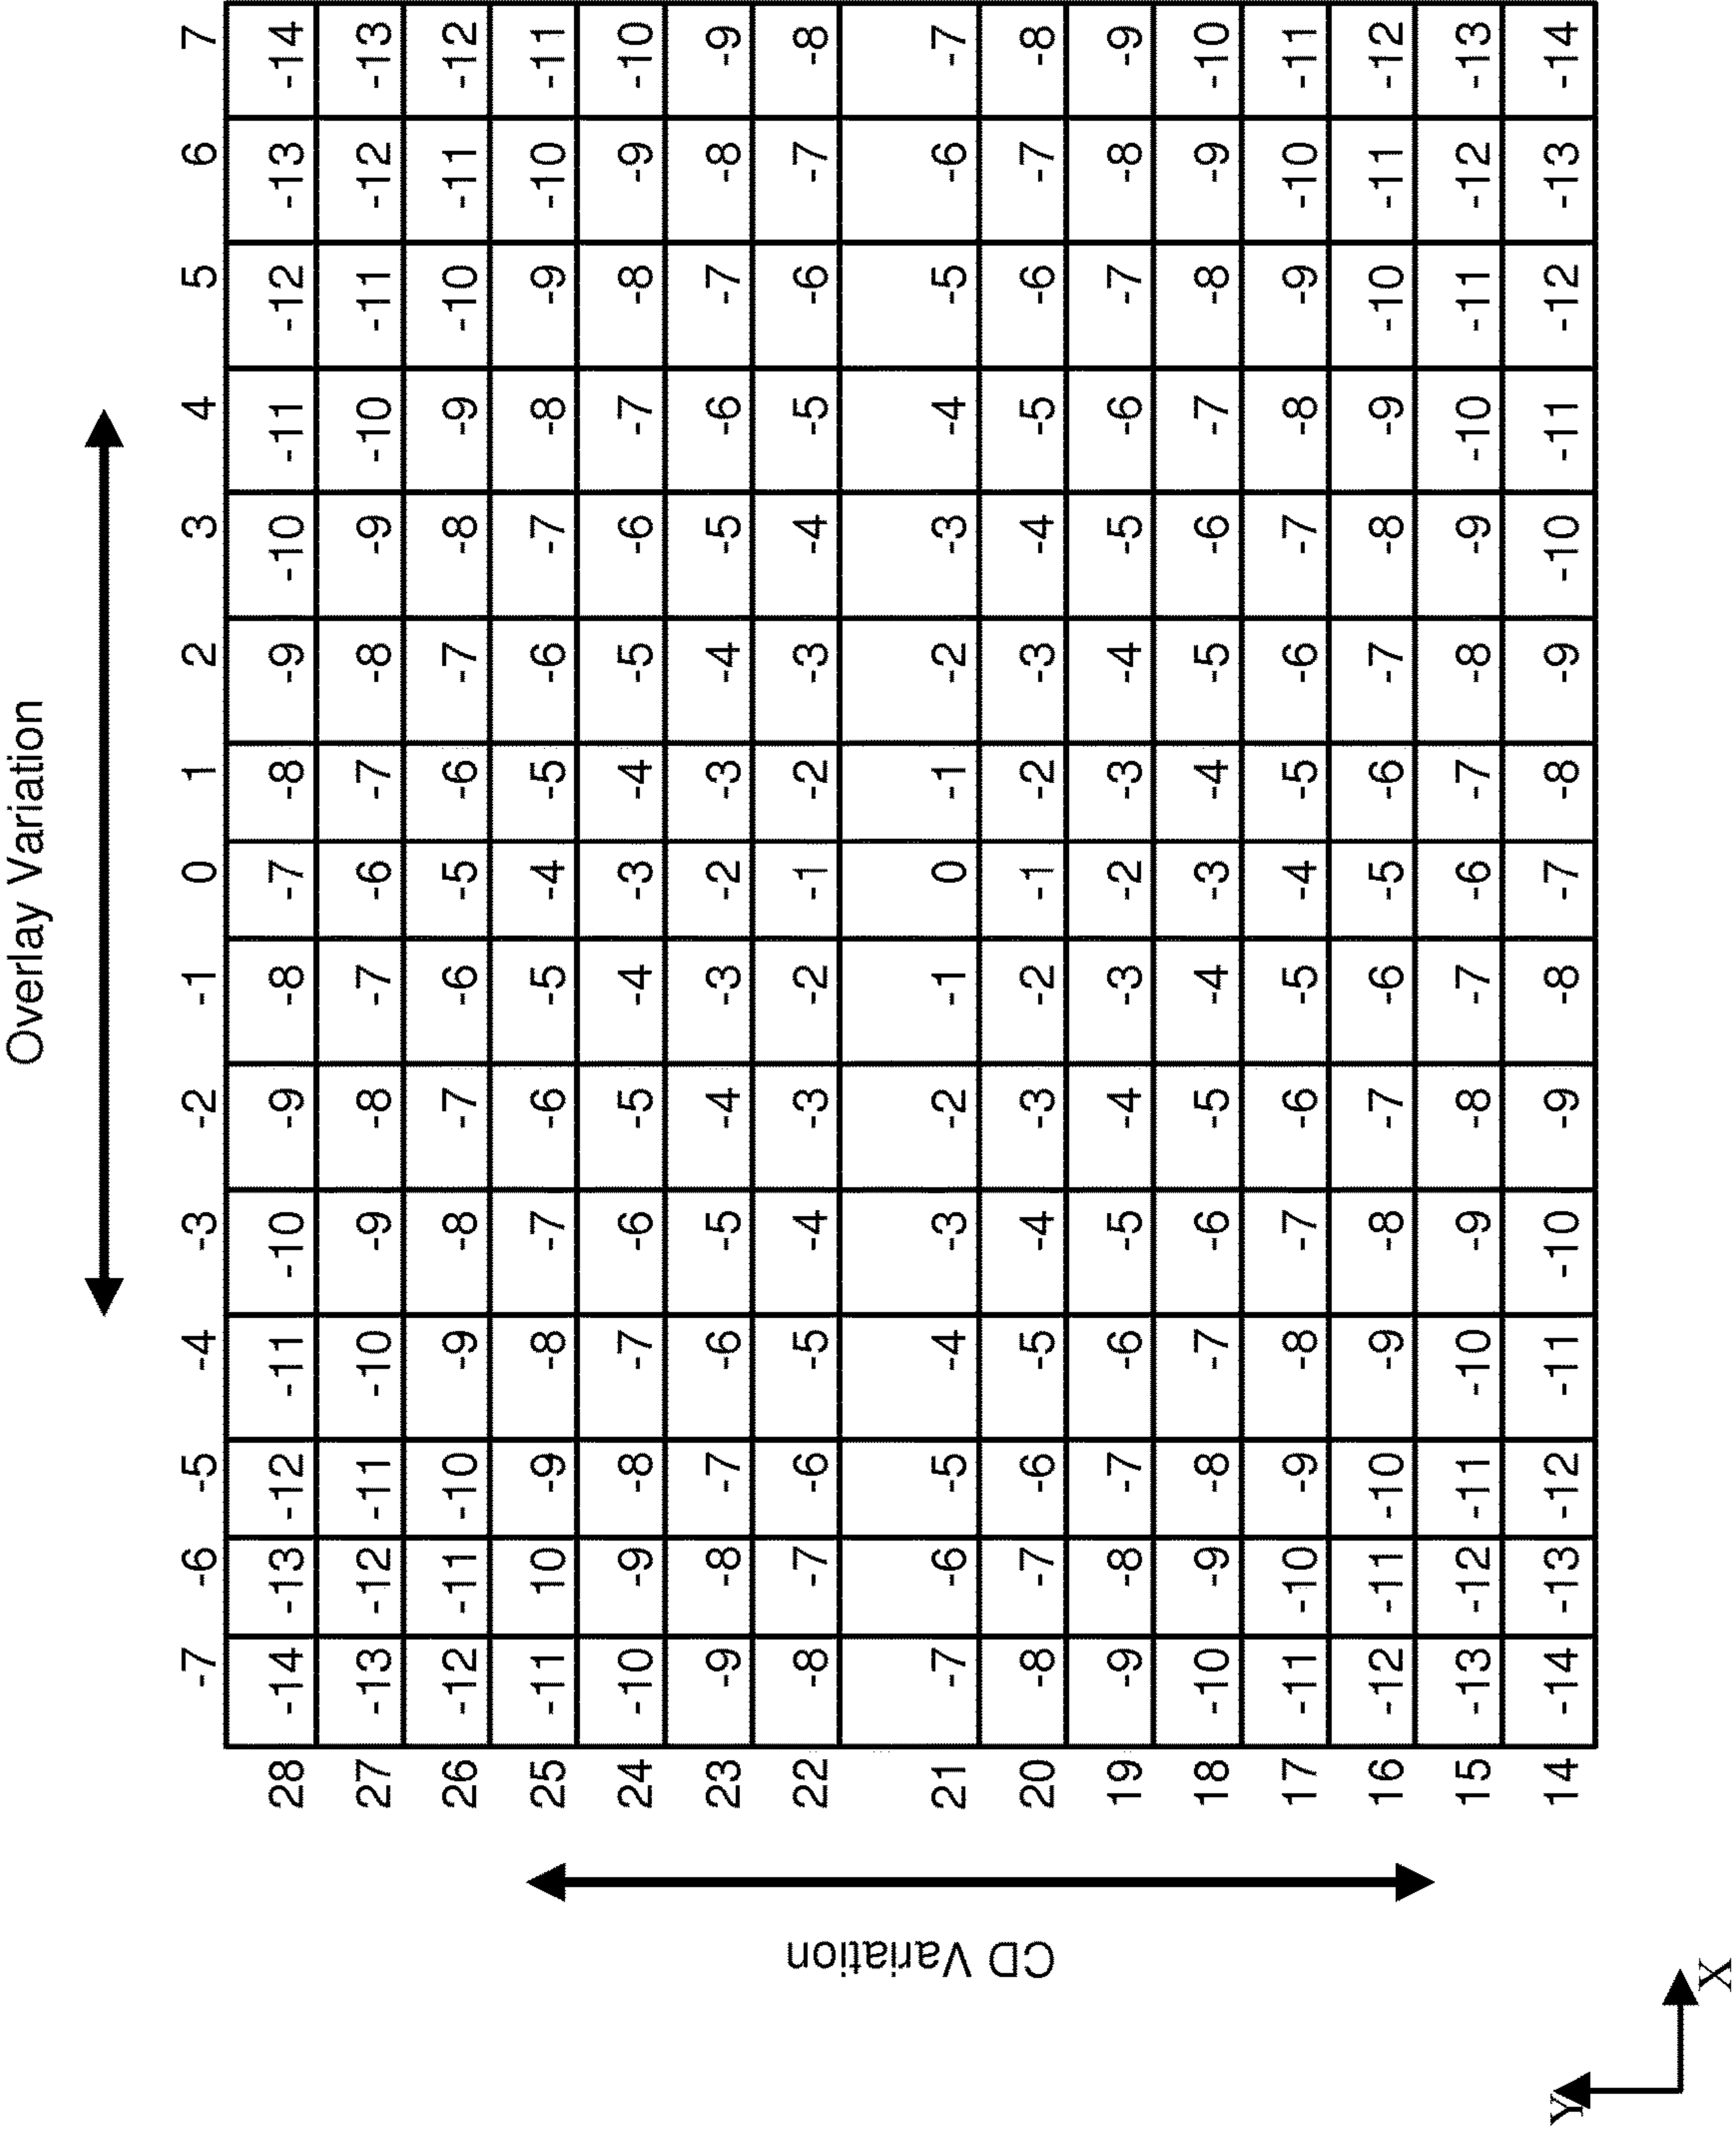 Overlay Variation
-7 -6 -5 -4 -3 -2 -1 0 1 2 3 4 5 6 7
28 -14 -13 -12 -11 -10 -9 -8 -7 -8 -9 -10 -11 -12 -13 -14
27 -13 -12 -11 -10 -9 -8 -7 -6 -7 -8 -9 -10 -11 -12 -13
26 -12 -11 -10 -9 -8 -7 -6 -5 -6 -7 -8 -9 -10 -11 -12
25 -11 10 -9 -8 -7 -6 -5 -4 -5 -6 -7 -8 -9 -10 -11
24 -10 -9 -8 -7 -6 -5 -4 -3 -4 -5 -6 -7 -8 -9 -10
23 -9 -8 -7 -6 -5 -4 -3 -2 -3 -4 -5 -6 -7 -8 -9
22 -8 -7 -6 -5 -4 -3 -2 -1 -2 -3 -4 -5 -6 -7 -8
21 -7 -6 -5 -4 -3 -2 -1 0 -1 -2 -3 -4 -5 -6 -7
20 -8 -7 -6 -5 -4 -3 -2 -1 -2 -3 -4 -5 -6 -7 -8
19 -9 -8 -7 -6 -5 -4 -3 -2 -3 -4 -5 -6 -7 -8 -9
18 -10 -9 -8 -7 -6 -5 -4 -3 -4 -5 -6 -7 -8 -9 -10
17 -11 -10 -9 -8 -7 -6 -5 -4 -5 -6 -7 -8 -9 -10 -11
16 -12 -11 -10 -9 -8 -7 -6 -5 -6 -7 -8 -9 -10 -11 -12
15 -13 -12 -11 -10 -9 -8 -7 -6 -7 -8 -9 -10 -11 -12 -13
14 -14 -13 -12 -11 -10 -9 -8 -7 -8 -9 -10 -11 -12 -13 -14
CD Variation
Y
X